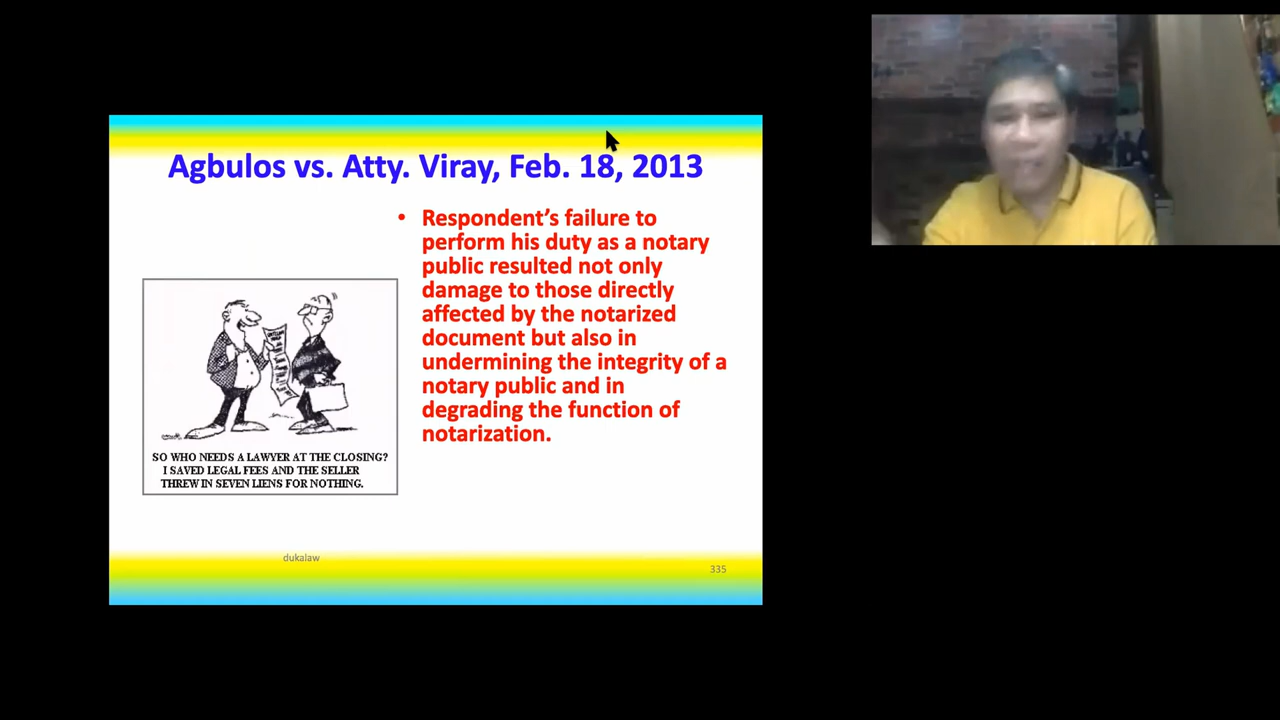 Agbulos vs. Atty. Viray, Feb. 18, 2013
• Respondent’s failure to
perform his duty as a notary
public resulted not only
damage to those directly
affected by the notarized
document but also in
undermining the integrity of a
notary public and in
degrading the function of
notarization.
SO WHO NEEDS A LAWYER AT THE CLOSING?
I SAVED LEGAL FEES AND THE SELLER
THREW IN SEVEN LIENS FOR NOTHING.
dukalaw
335